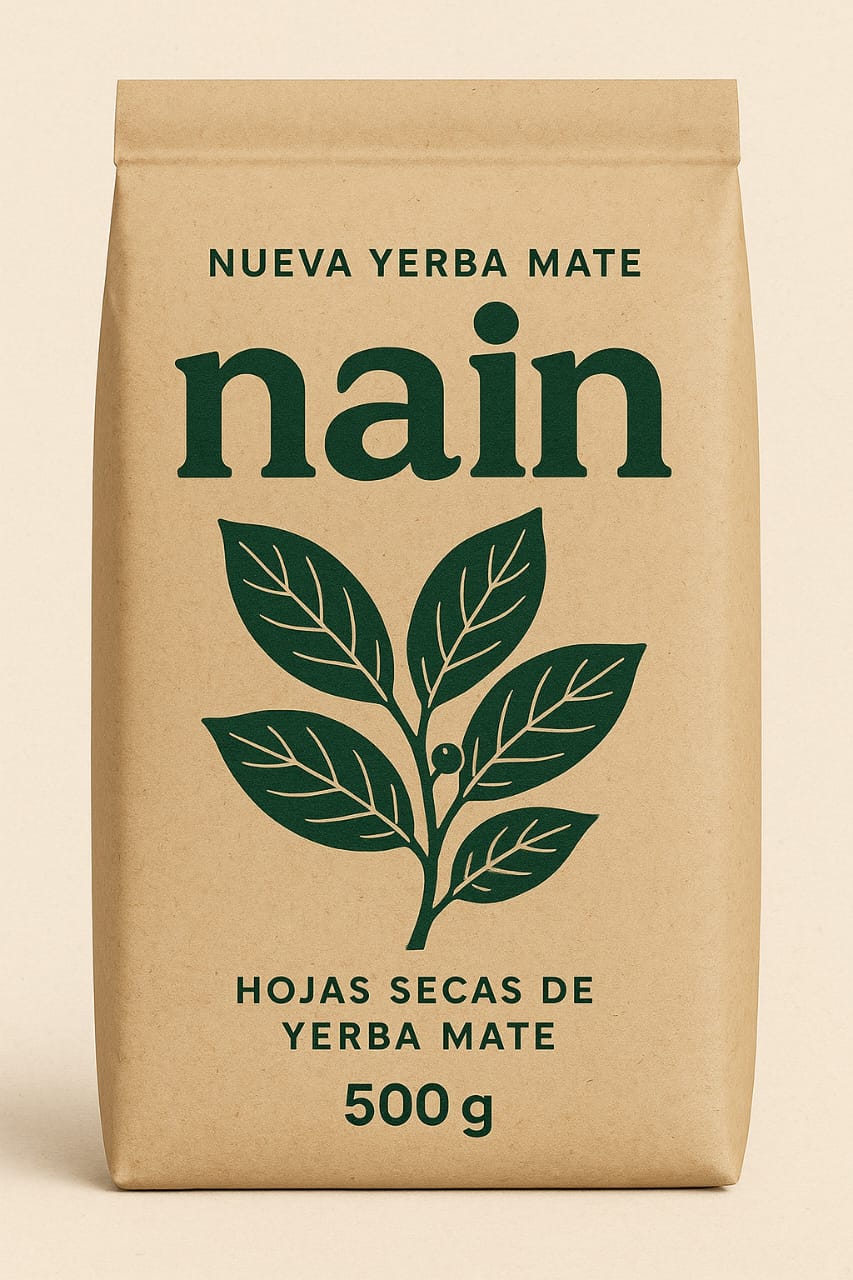 NUEVA YERBA MATE
nain
HOJAS SECAS DE
YERBA MATE
500 g